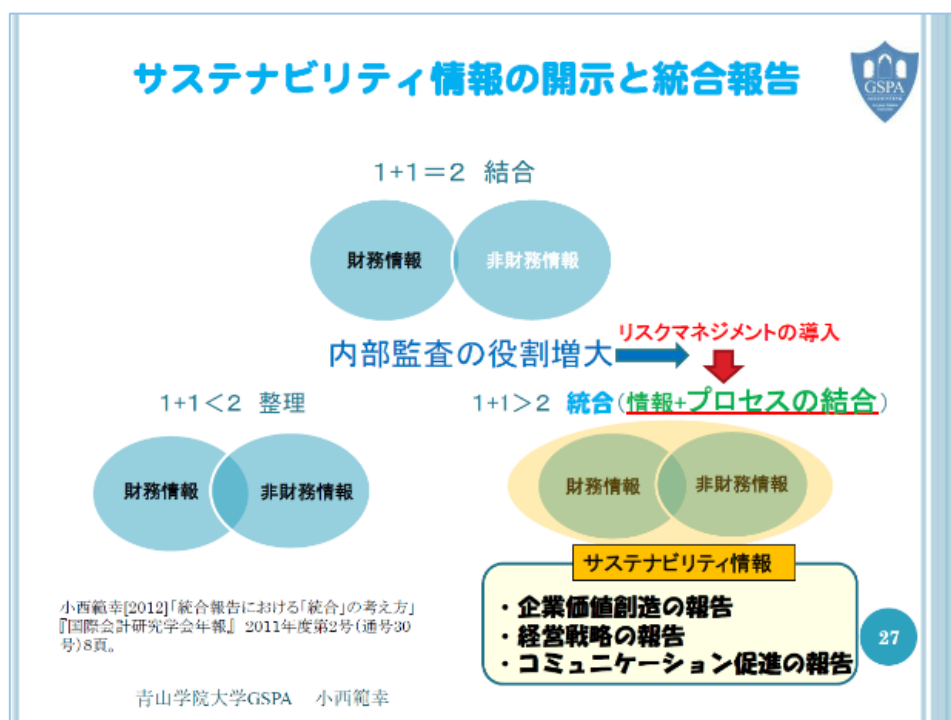 サステナビリティ情報の開示と統合報告
GSPA
1+1＝2 結合
財務情報
非財務情報
内部監査の役割増大
リスクマネジメントの導入
1+1＜2 整理
財務情報
非財務情報
1+1＞2 統合(情報+プロセスの結合)
財務情報
非財務情報
サステナビリティ情報
・企業価値創造の報告
・経営戦略の報告
・コミュニケーション促進の報告
小西範幸[2012]「統合報告における「統合」の考え方」
『国際会計研究学会年報』 2011年度第2号(通号30
号)8頁。
27
青山学院大学GSPA 小西範幸